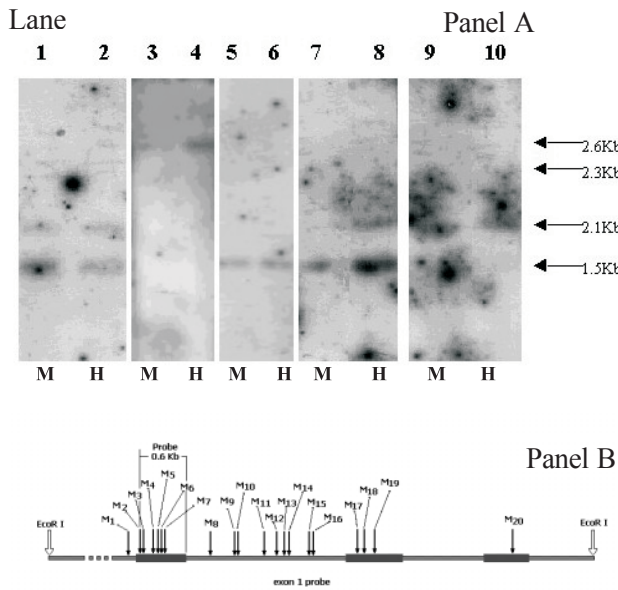 Lane
Panel A
1 2 3 4 5 6 7 8 9 10
2.6Kb
2.3Kb
2.1Kb
1.5Kb
M H M H M H M H M H
Panel B
Probe
0.6 Kb
EcoR I
M1 M2 M3 M4 M5 M6 M7 M8 M9 M10 M11 M12 M13 M14 M15 M16 M17 M18 M19 M20
EcoR I
exon 1 probe